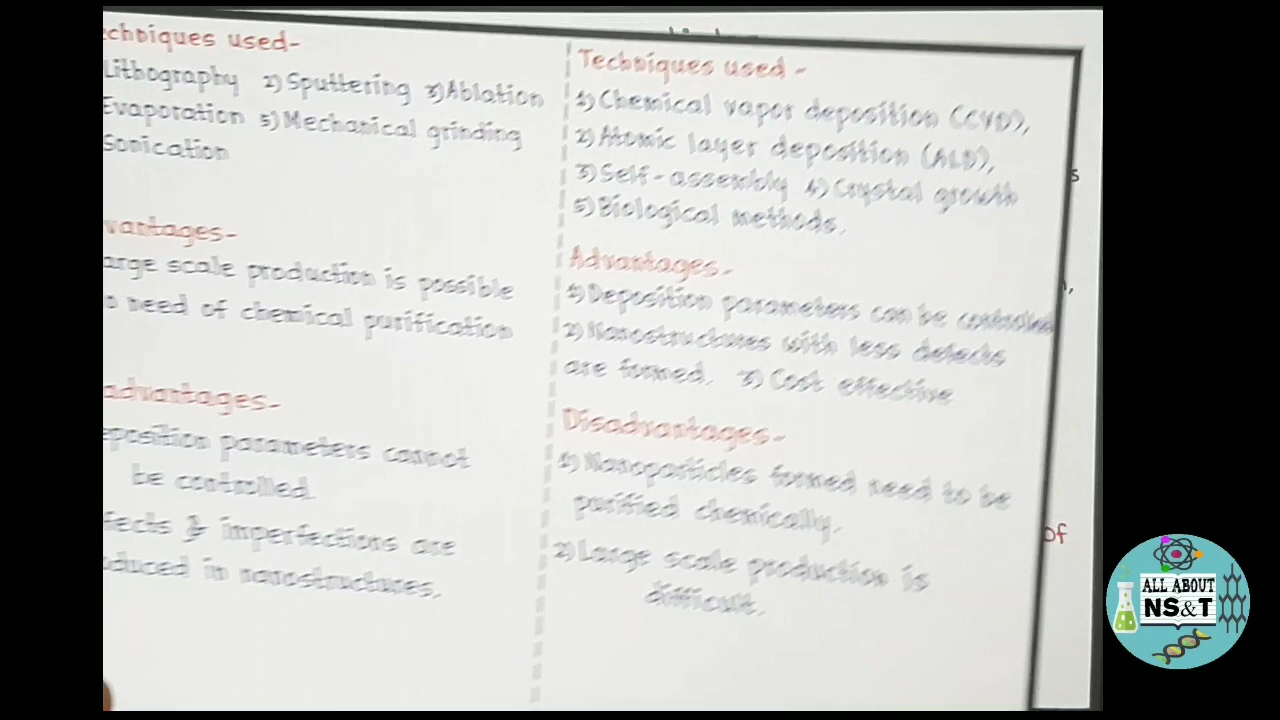 echniques used-
Lithography 2) Sputtering 3) Ablation
Evaporation 5) Mechanical grinding
Sonication
vantages-
arge scale production is possible
o need of chemical purification
advantages-
eposition parameters cannot
be controlled.
fects & imperfections are
oduced in nanostructures.
Techniques used -
1) Chemical vapor deposition (CVD),
2) Atomic layer deposition (ALD),
3) Self-assembly 4) Crystal growth
5) Biological methods.
Advantages-
1) Deposition parameters can be controlled
2) Nanostructures with less defects
are formed. 3) Cost effective
Disadvantages-
1) Nanoparticles formed need to be
purified chemically.
2) Large scale production is
difficult.
s
of
ALL ABOUT
NS&T